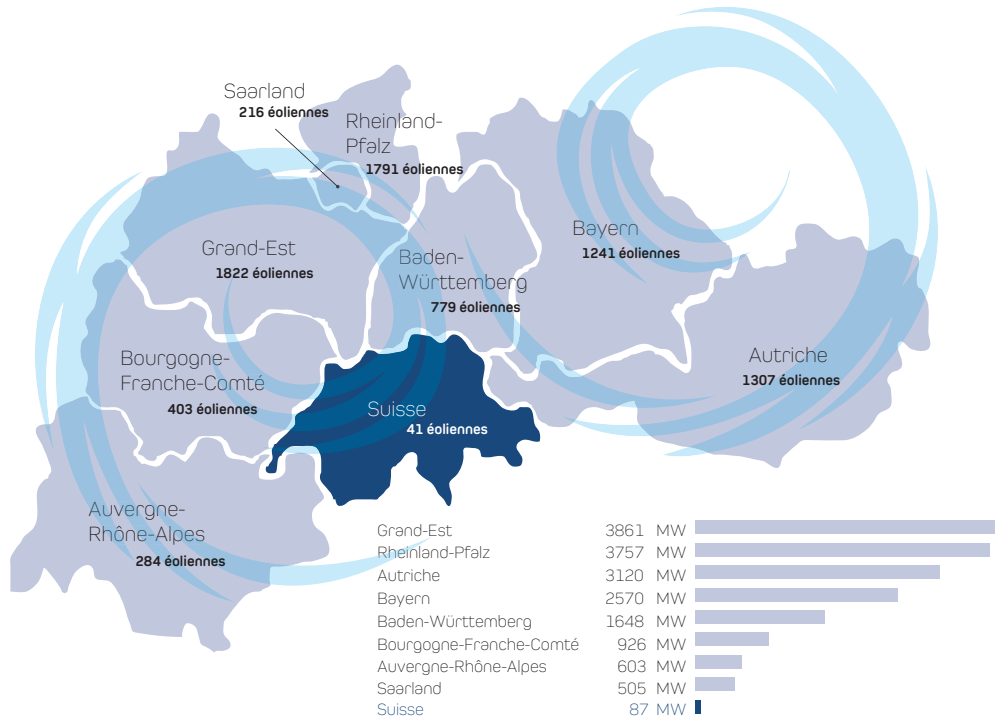 Saarland
216 éoliennes
Rheinland-
Pfalz
1791 éoliennes
Grand-Est
1822 éoliennes
Baden-
Württemberg
779 éoliennes
Bayern
1241 éoliennes
Bourgogne-
Franche-Comté
403 éoliennes
Autriche
1307 éoliennes
Suisse
41 éoliennes
Auvergne-
Rhône-Alpes
284 éoliennes
Grand-Est 3861 MW
Rheinland-Pfalz 3757 MW
Autriche 3120 MW
Bayern 2570 MW
Baden-Württemberg 1648 MW
Bourgogne-Franche-Comté 926 MW
Auvergne-Rhône-Alpes 603 MW
Saarland 505 MW
Suisse 87 MW